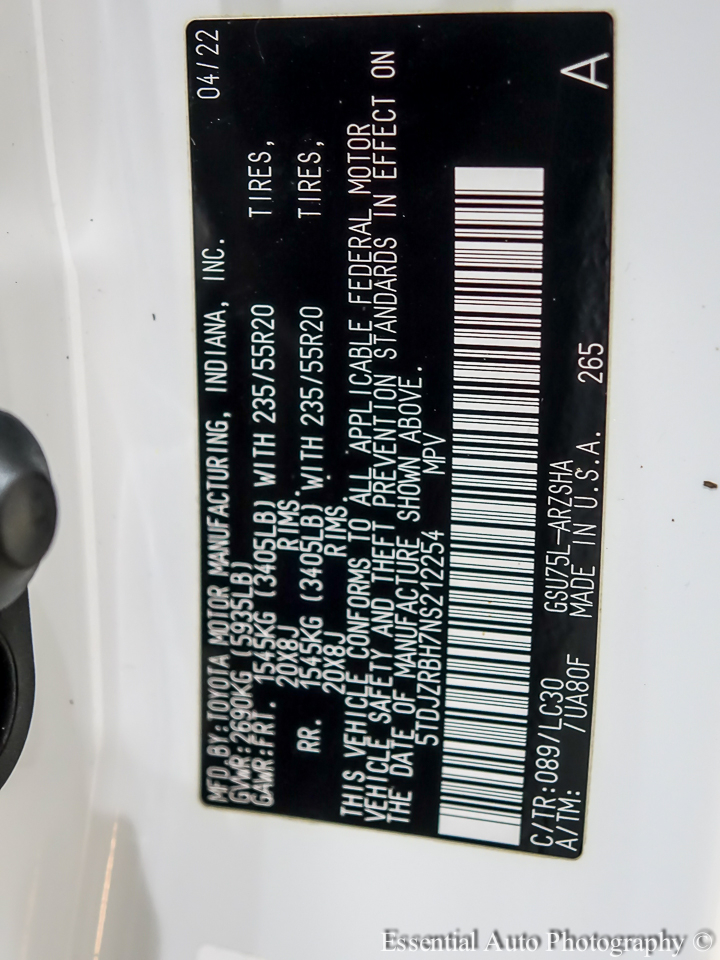 MFD.BY:TOYOTA MOTOR MANUFACTURING, INDIANA, INC. 04/22
GVWR:2690KG (5935LB)
GAWR:FRT. 1545KG (3405LB) WITH 235/55R20 TIRES,
20X8J RIMS.
RR. 1545KG (3405LB) WITH 235/55R20 TIRES,
20X8J RIMS.
THIS VEHICLE CONFORMS TO ALL APPLICABLE FEDERAL MOTOR
VEHICLE SAFETY AND THEFT PREVENTION STANDARDS IN EFFECT ON
THE DATE OF MANUFACTURE SHOWN ABOVE.
5TDJZRBH7NS212254 MPV
C/TR:089/LC30 GSU75L-ARZSHA A
A/TM: /UA80F MADE IN U.S.A. 265
Essential Auto Photography ©